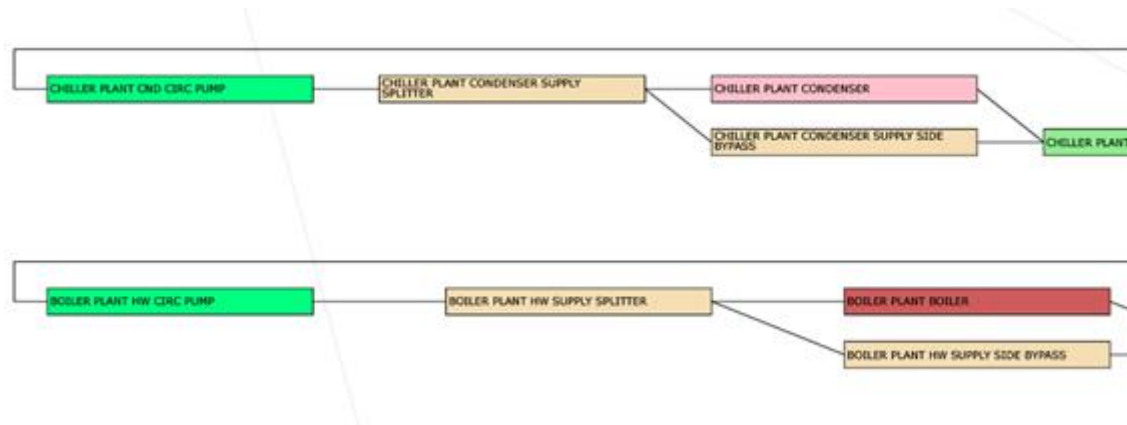 CHILLER PLANT CND CIRC PUMP
CHILLER PLANT CONDENSER SUPPLY
SPLITTER
CHILLER PLANT CONDENSER
CHILLER PLANT CONDENSER SUPPLY SIDE
BYPASS
CHILLER PLANT
BOILER PLANT HW CIRC PUMP
BOILER PLANT HW SUPPLY SPLITTER
BOILER PLANT BOILER
BOILER PLANT HW SUPPLY SIDE BYPASS